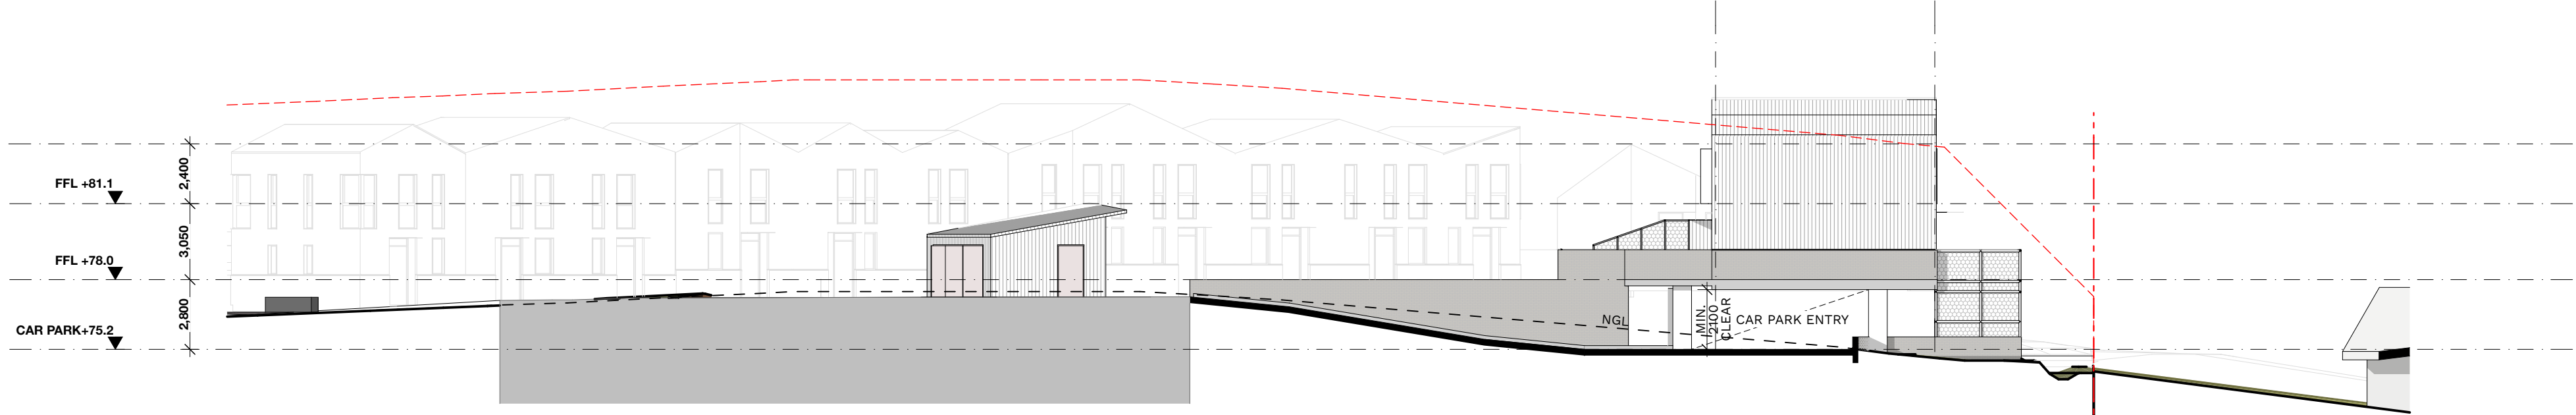 2,400
FFL +81.1
3,050
FFL +78.0
2,800
CAR PARK+75.2
NGL
MIN.
2100
CLEAR
CAR PARK ENTRY